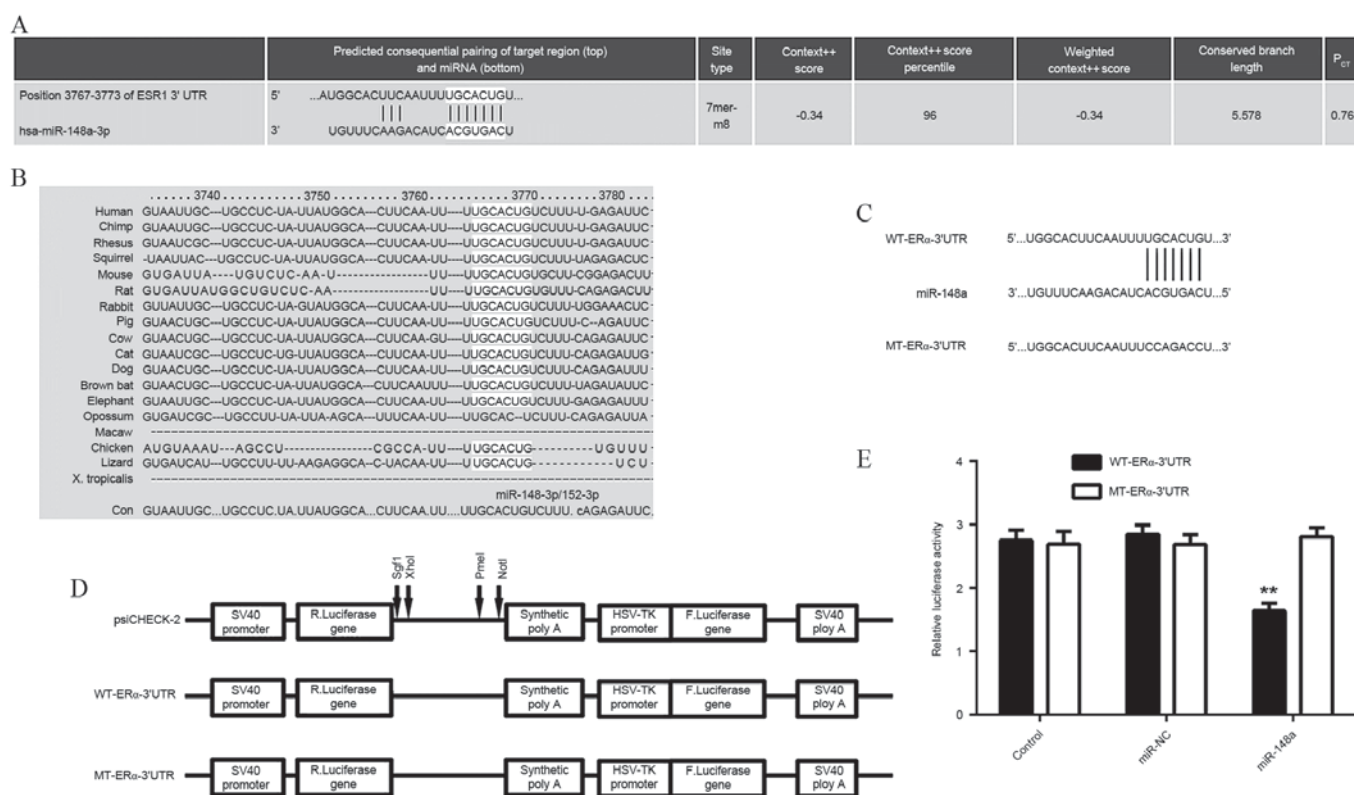 A
Predicted consequential pairing of target region (top) and miRNA (bottom)
Site type
Context++ score
Context++ score percentile
Weighted context++ score
Conserved branch length
PCT
Position 3767-3773 of ESR1 3' UTR
5' ...AUGGCACUUCAAUUUUGCACUGU...
hsa-miR-148a-3p
3' UGUUUCAAGACAUCACGUGACU
7mer-m8
-0.34
96
-0.34
5.578
0.76
B
3740 3750 3760 3770 3780
Human GUAAUUGC---UGCCUC-UA-UUAUGGCA---CUUCAA-UU----UUGCACUGUCUUU-U-GAGAUUC
Chimp GUAAUUGC---UGCCUC-UA-UUAUGGCA---CUUCAA-UU----UUGCACUGUCUUU-U-GAGAUUC
Rhesus GUAAUCGC---UGCCUC-UA-UUAUGGCA---CUUCAA-UU----UUGCACUGUCUUU-U-GAGAUUC
Squirrel -UAAUUAC-UGCCUC-UA-UUAUGGCA---CUUCAA-UU----UUGCACUGUCUUU-UAGAGACUC
Mouse GUGAUUA----UGUCUC-AA-U---------------UU----UUGCACUGUGCUU-CGGAGACUU
Rat GUGAUUAUGGCUGUCUC-AA----------------UU----UUGCACUGUGUUU-CAGAGACUU
Rabbit GUUAUUGC---UGCCUC-UA-GUAUGGCA---CUUCAA-UU----UUGCACUGUCUUU-UGGAAACUC
Pig GUAACUGC---UGCCUC-UA-UUAUGGCA---CUUCAA-UU----UUGCACUGUCUUU-C--AGAUUC
Cow GUAACUGC---UGCCUC-UA-UUAUGGCA---CUUCAA-GU----UUGCACUGUCUUU-CAGAGAUUC
Cat GUAAUCGC---UGCCUC-UG-UUAUGGCA---CUUCAA-UU----UUGCACUGUCUUU-CAGAGAUUG
Dog GUAACUGC---UGCCUC-UA-UUAUGGCA---CUUCAA-UU----UUGCACUGUCUUU-CAGAGAUUU
Brown bat GUAACUGC---UGCCUC-UA-UUAUGGCA---CUUCAAUUU----UUGCACUGUCUUU-UAGAUAUUC
Elephant GUAAUUGC---UGCCUC-UA-UUAUGGCA---CUUCAA-UU----UUGCACUGUCUUU-GAGAGAUUU
Opossum GUGAUCGC---UGCCUU-UA-UUA-AGCA---UUUCAA-UU----UUGCAC--UCUUU-CAGAGAUUA
Macaw
Chicken AUGUAAAU---AGCCU-----------CGCCA-UU---UUGCACUG---------UGUUU
Lizard GUGAUCAU---UGCCUU-UU-AAGAGGCA---CUACAA-UU----UUGCACUG------------UCU
X. tropicalis
miR-148-3p/152-3p
Con GUAAUUGC...UGCCUC.UA.UUAUGGCA...CUUCAA.UU....UUGCACUGUCUUU. cAGAGAUUC.
C
WT-ERα-3'UTR 5'...UGGCACUUCAAUUUUGCACUGU...3'
miR-148a 3'...UGUUUCAAGACAUCACGUGACU...5'
MT-ERα-3'UTR 5'...UGGCACUUCAAUUUCCAGACCU...3'
D
Sgf1 XhoI PmeI NotI
psiCHECK-2 SV40 promoter R.Luciferase gene Synthetic poly A HSV-TK promoter F.Luciferase gene SV40 ploy A
WT-ERα-3'UTR SV40 promoter R.Luciferase gene Synthetic poly A HSV-TK promoter F.Luciferase gene SV40 ploy A
MT-ERα-3'UTR SV40 promoter R.Luciferase gene Synthetic poly A HSV-TK promoter F.Luciferase gene SV40 ploy A
E
WT-ERα-3'UTR
MT-ERα-3'UTR
Relative luciferase activity
4
3
2
1
0
**
Control
miR-NC
miR-148a